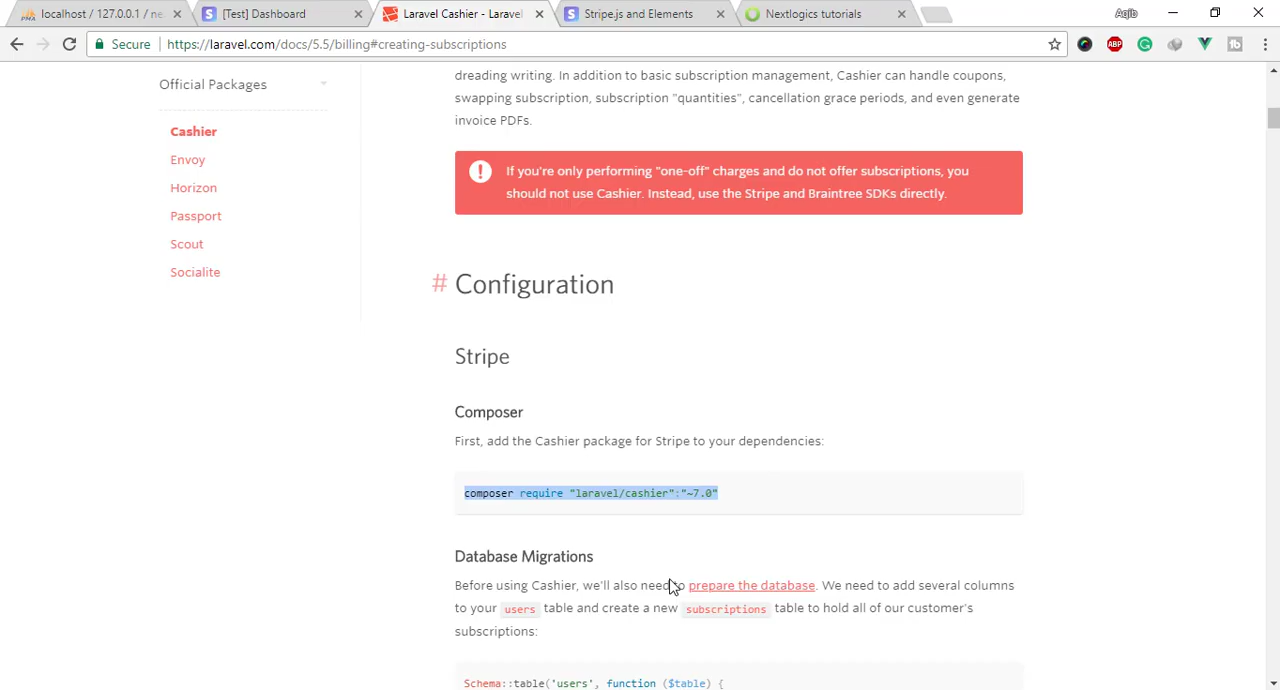 localhost / 127.0.0.1 / ne
[Test] Dashboard
Laravel Cashier - Laravel
Stripe.js and Elements
Nextlogics tutorials
Aqib
Secure
https://laravel.com/docs/5.5/billing#creating-subscriptions
Official Packages
Cashier
Envoy
Horizon
Passport
Scout
Socialite
dreading writing. In addition to basic subscription management, Cashier can handle coupons,
swapping subscription, subscription "quantities", cancellation grace periods, and even generate
invoice PDFs.
If you're only performing "one-off" charges and do not offer subscriptions, you
should not use Cashier. Instead, use the Stripe and Braintree SDKs directly.
# Configuration
Stripe
Composer
First, add the Cashier package for Stripe to your dependencies:
composer require "laravel/cashier":"~7.0"
Database Migrations
Before using Cashier, we'll also need to prepare the database. We need to add several columns
to your users table and create a new subscriptions table to hold all of our customer's
subscriptions:
Schema::table('users', function ($table) {